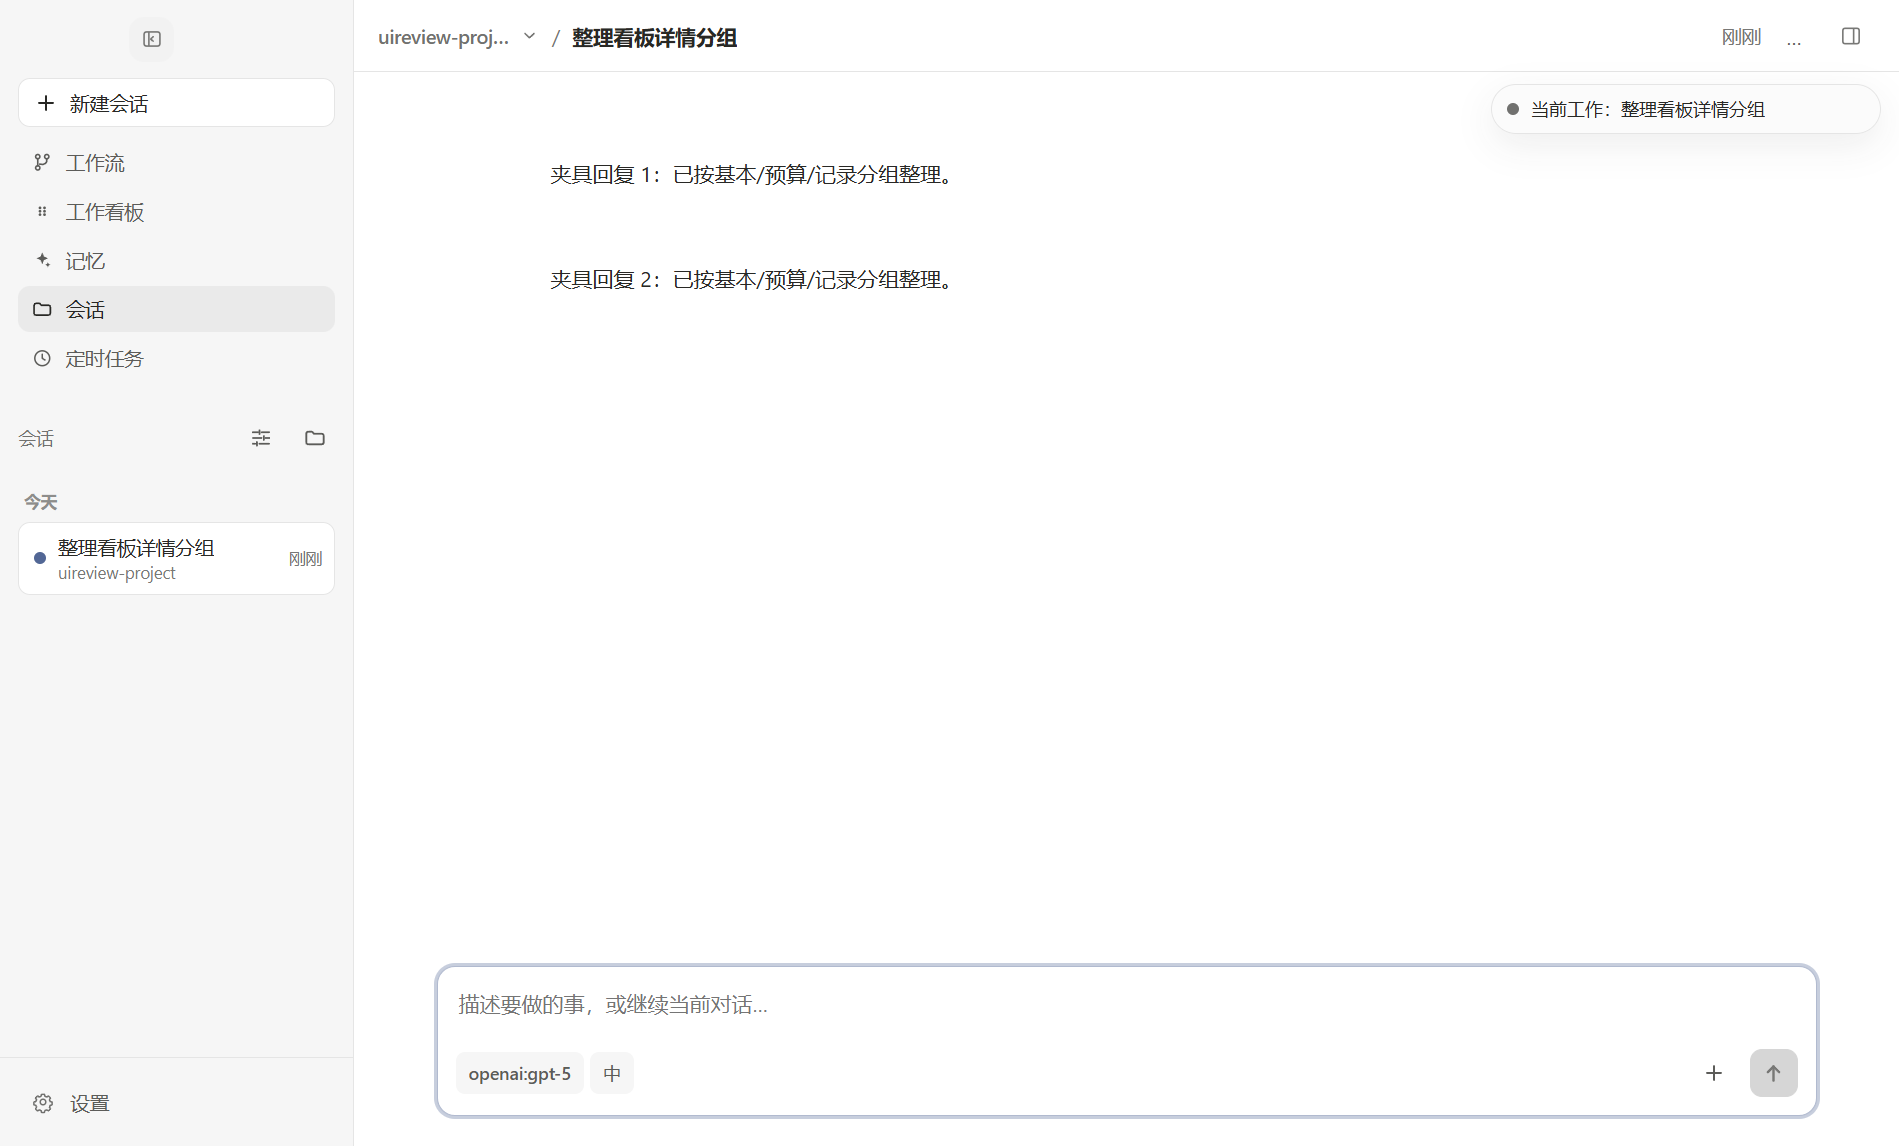 新建会话
工作流
工作看板
记忆
会话
定时任务
会话
今天
整理看板详情分组
uireview-project
刚刚
设置
uireview-proj... / 整理看板详情分组
刚刚
...
当前工作：整理看板详情分组
夹具回复 1：已按基本/预算/记录分组整理。
夹具回复 2：已按基本/预算/记录分组整理。
描述要做的事，或继续当前对话...
openai:gpt-5
中